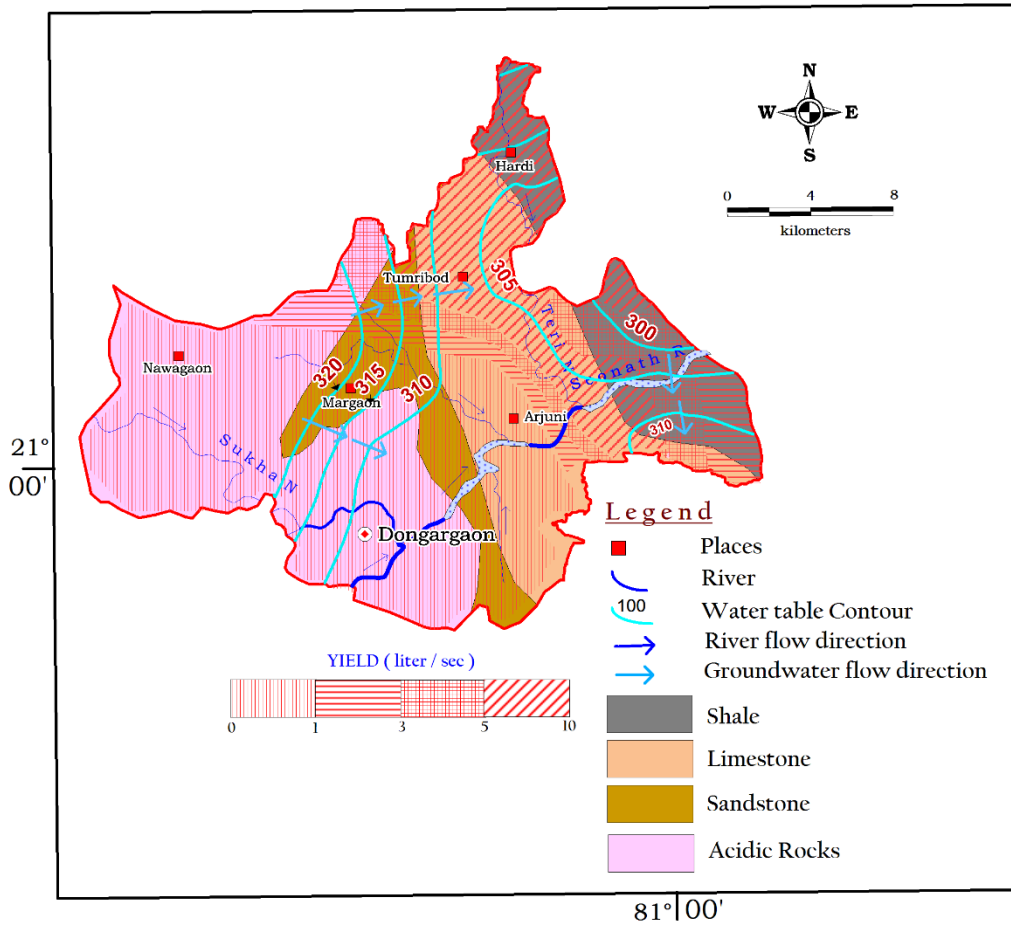 N
W E
S
0 4 8
kilometers
Hardi
Tumribod
305
300
Teri N
Seonath R
Nawagaon
320
315
310
Margaon
Arjuni
310
21°
00'
Sukha N
Dongargaon
Legend
Places
River
100
Water table Contour
River flow direction
Groundwater flow direction
YIELD ( liter / sec )
0 1 3 5 10
Shale
Limestone
Sandstone
Acidic Rocks
81° 00'